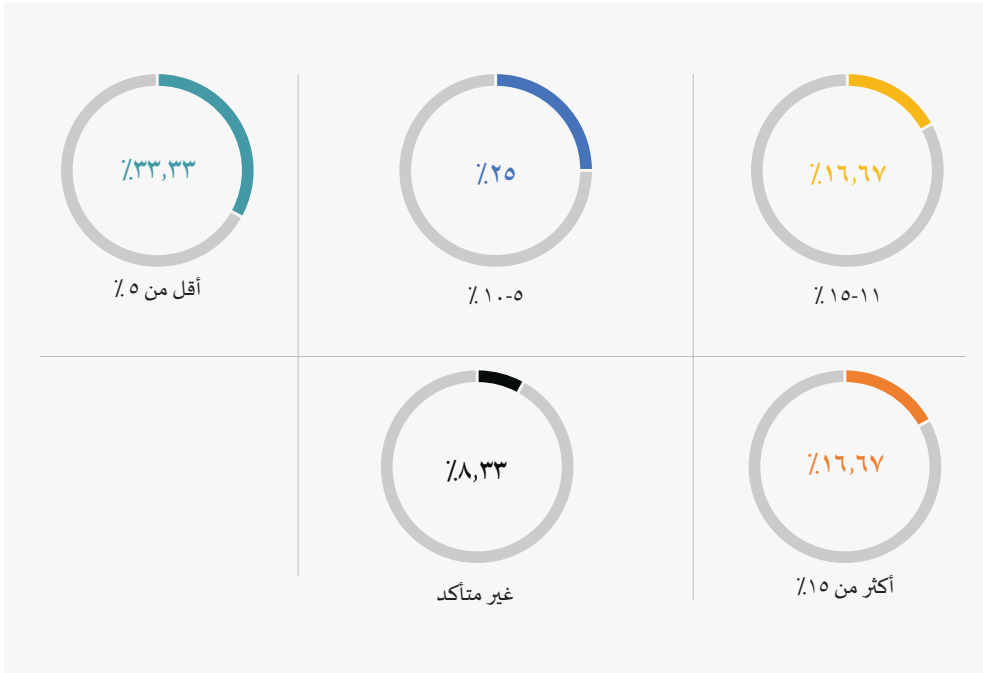 ٪١٦,٦٧
١١-١٥ ٪
٪٢٥
٥-١٠ ٪
٪٣٣,٣٣
أقل من ٥ ٪
٪١٦,٦٧
أكثر من ١٥٪
٪٨,٣٣
غير متأكد